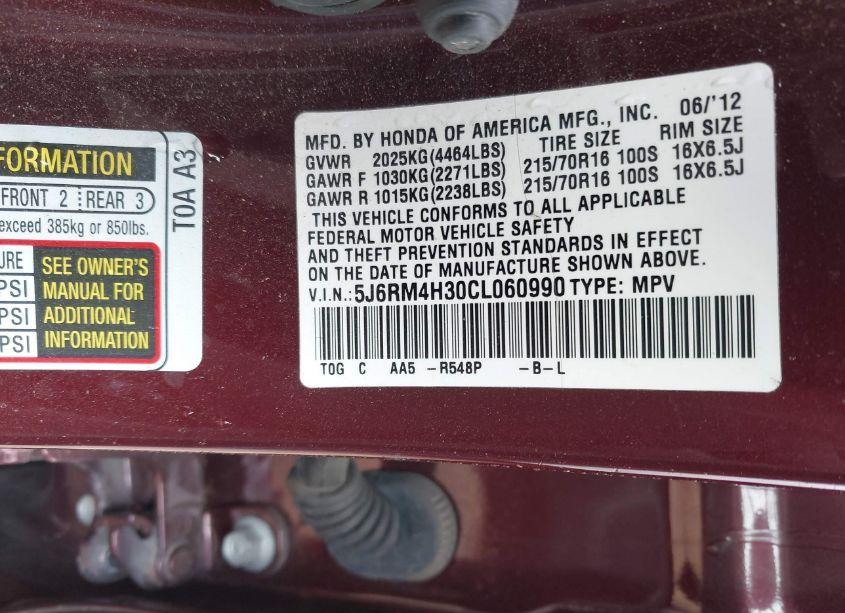 FORMATION
FRONT 2 REAR 3
exceed 385kg or 850lbs.
URE
PSI
PSI
PSI
SEE OWNER'S
MANUAL FOR
ADDITIONAL
INFORMATION
T0A A3
MFD. BY HONDA OF AMERICA MFG., INC. 06/'12
GVWR 2025KG(4464LBS) TIRE SIZE RIM SIZE
GAWR F 1030KG(2271LBS) 215/70R16 100S 16X6.5J
GAWR R 1015KG(2238LBS) 215/70R16 100S 16X6.5J
THIS VEHICLE CONFORMS TO ALL APPLICABLE
FEDERAL MOTOR VEHICLE SAFETY
AND THEFT PREVENTION STANDARDS IN EFFECT
ON THE DATE OF MANUFACTURE SHOWN ABOVE.
V.I.N.: 5J6RM4H30CL060990 TYPE: MPV
T0G C AA5 -R548P -B-L